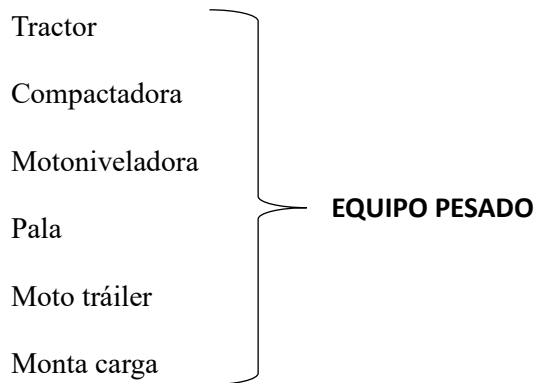 Tractor
Compactadora
Motoniveladora
EQUIPO PESADO
Pala
Moto tráiler
Monta carga